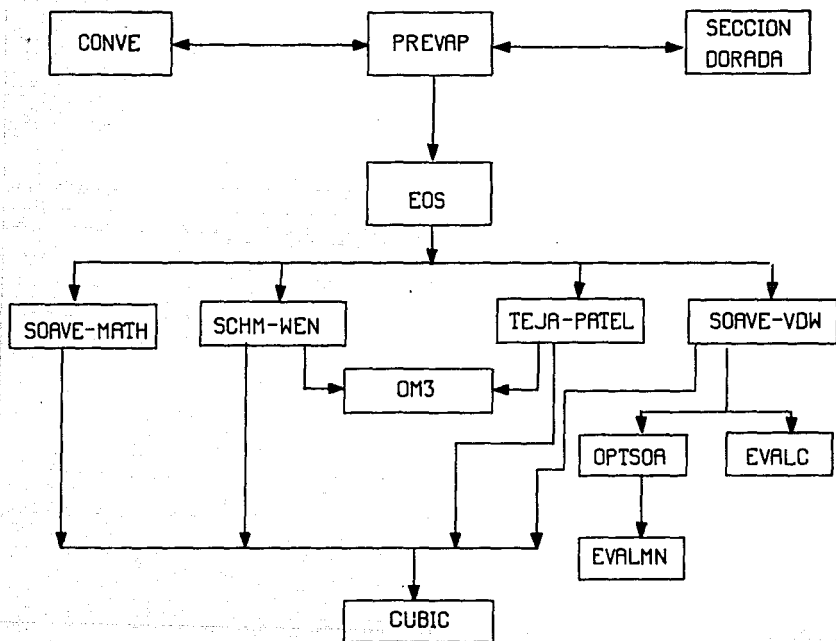 CONVE
PREVAP
SECCION
DORADA
EOS
SOAVE-MATH
SCHM-WEN
TEJA-PATEL
SOAVE-VDW
OM3
OPTSOA
EVALC
EVALMN
CUBIC